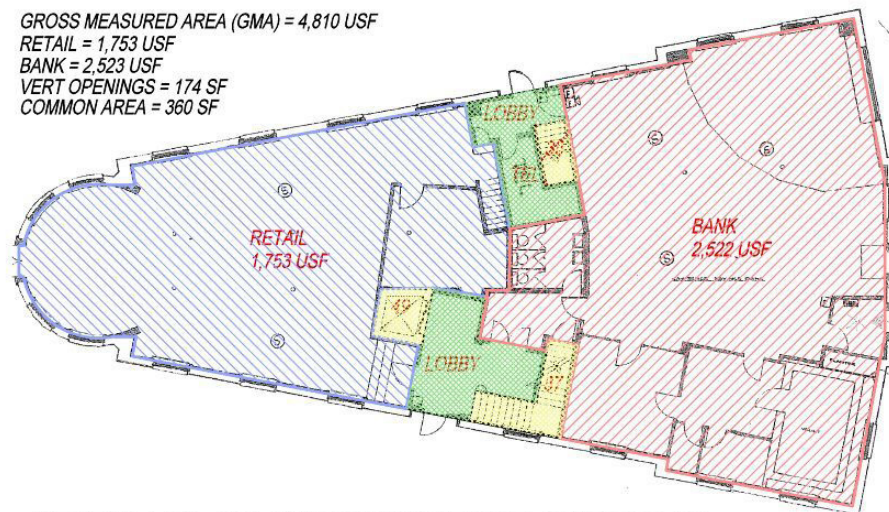 GROSS MEASURED AREA (GMA) = 4,810 USF
RETAIL = 1,753 USF
BANK = 2,523 USF
VERT OPENINGS = 174 SF
COMMON AREA = 360 SF
LOBBY
RETAIL
1,753 USF
BANK
2,522 USF
S
S
S
S
S
49
LOBBY